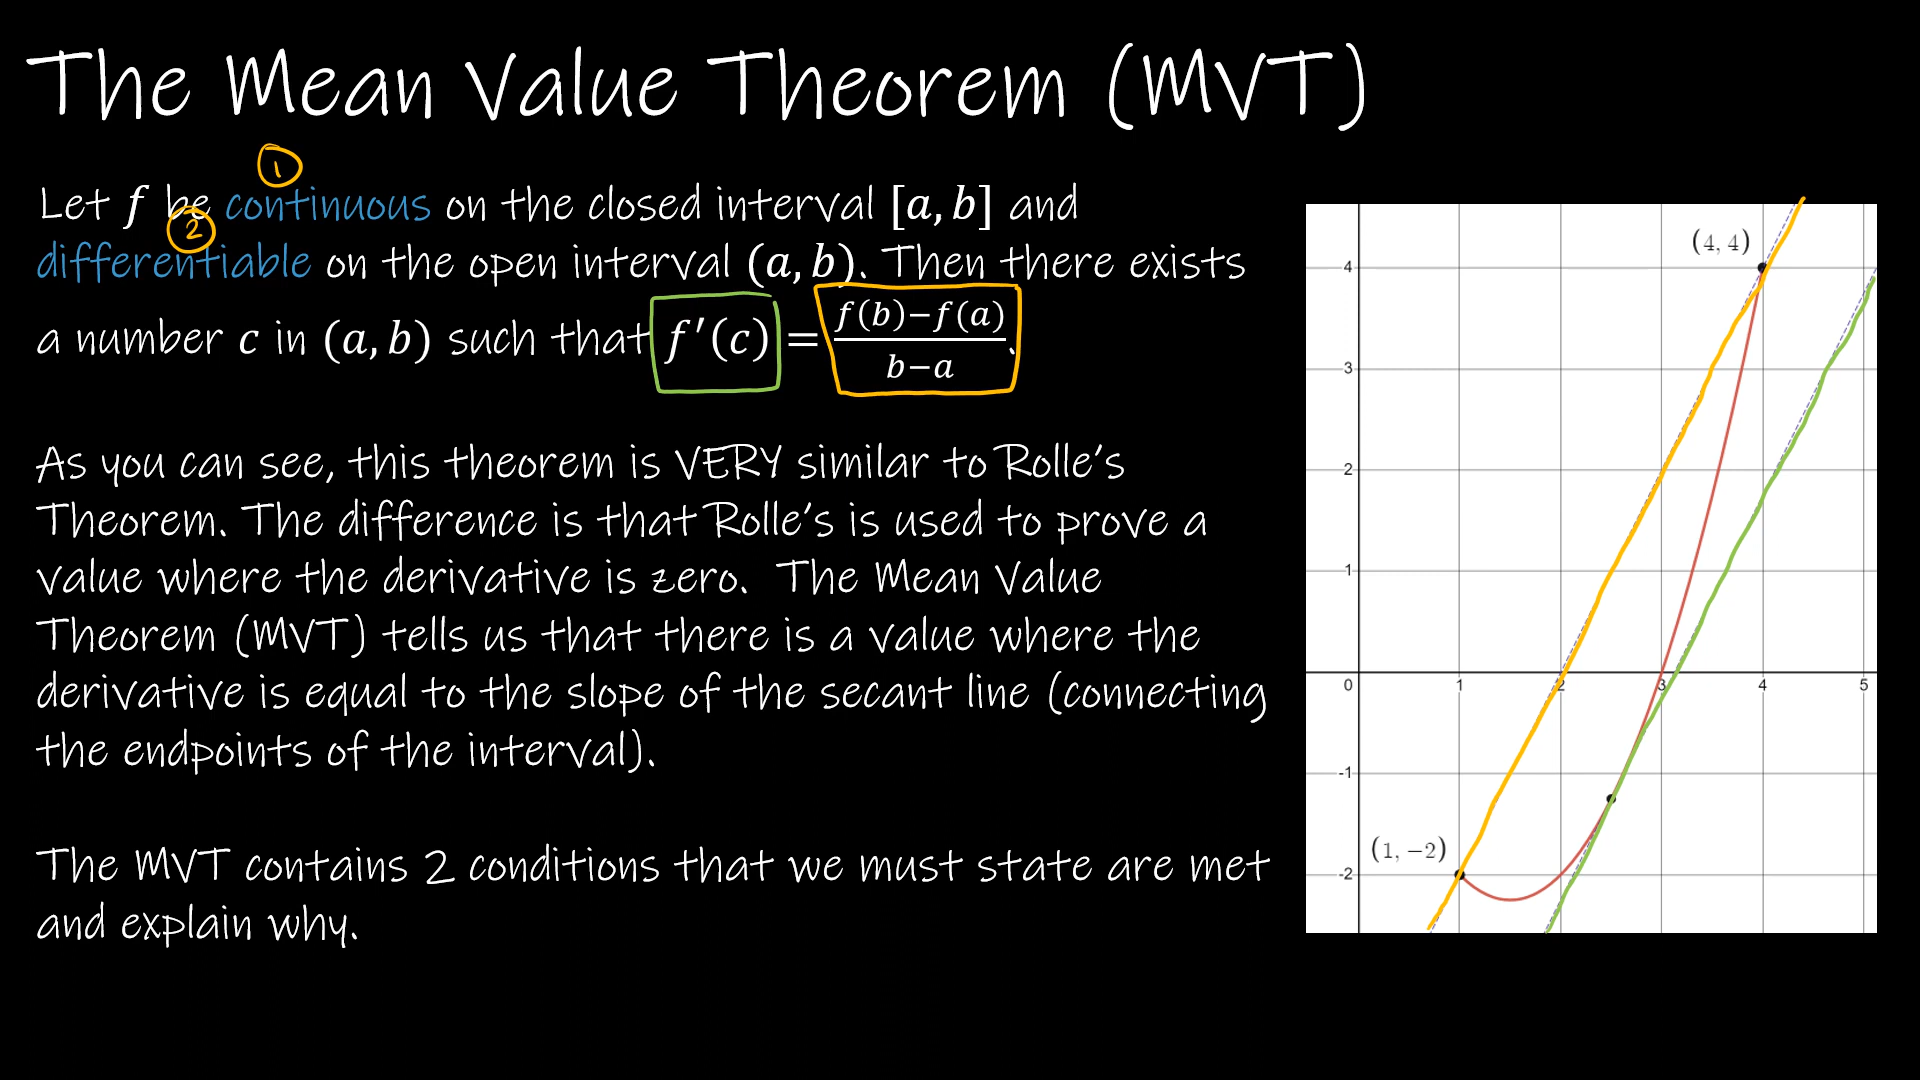 The Mean Value Theorem (MVT)
1
Let f be continuous on the closed interval [a, b] and
2
differentiable on the open interval (a, b). Then there exists
a number c in (a, b) such that f′(c) = f(b)−f(a) / b−a.
As you can see, this theorem is VERY similar to Rolle's
Theorem. The difference is that Rolle's is used to prove a
value where the derivative is zero. The Mean Value
Theorem (MVT) tells us that there is a value where the
derivative is equal to the slope of the secant line (connecting
the endpoints of the interval).
The MVT contains 2 conditions that we must state are met
and explain why.
(4, 4)
4
3
2
1
0 1 2 3 4 5
-1
(1, −2)
-2